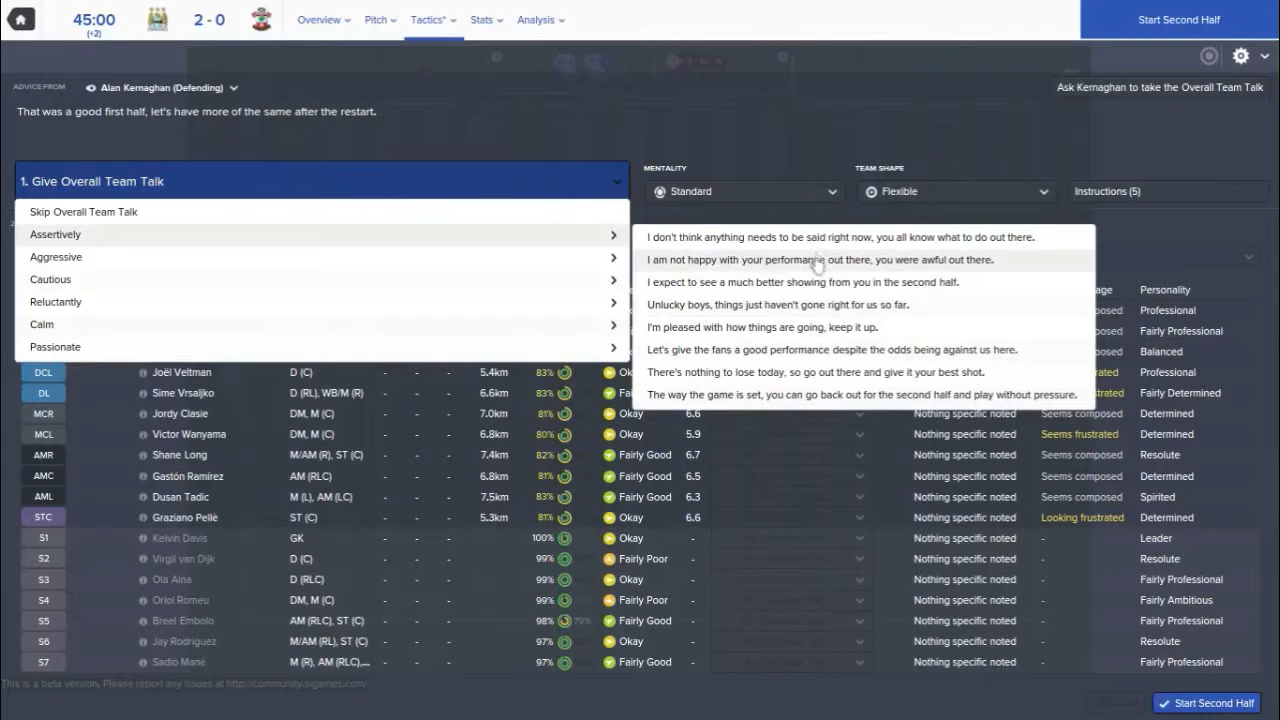 45:00 2 - 0 Overview Pitch Tactics* Stats Analysis Start Second Half
(+2)
ADVICE FROM Alan Kernaghan (Defending) Ask Kernaghan to take the Overall Team Talk
That was a good first half, let's have more of the same after the restart.
MENTALITY TEAM SHAPE
1. Give Overall Team Talk Standard Flexible Instructions (5)
Skip Overall Team Talk
Assertively I don't think anything needs to be said right now, you all know what to do out there.
Aggressive I am not happy with your performance out there, you were awful out there.
Cautious I expect to see a much better showing from you in the second half. Personality
Reluctantly Unlucky boys, things just haven't gone right for us so far. Professional
Calm I'm pleased with how things are going, keep it up. Fairly Professional
Passionate Let's give the fans a good performance despite the odds being against us here. Balanced
DCL Joël Veltman D (C) - - - 5.4km 83% There's nothing to lose today, so go out there and give it your best shot. Professional
DL Sime Vrsaljko D (RL), WB/M (R) - - - 6.6km 83% The way the game is set, you can go back out for the second half and play without pressure. Fairly Determined
MCR Jordy Clasie DM, M (C) - - - 7.0km 81% Okay 6.6 Nothing specific noted Seems composed Determined
MCL Victor Wanyama DM, M (C) - - - 6.8km 80% Okay 5.9 Nothing specific noted Seems frustrated Determined
AMR Shane Long M/AM (R), ST (C) - - - 7.4km 82% Fairly Good 6.7 Nothing specific noted Seems composed Resolute
AMC Gastón Ramírez AM (RLC) - - - 6.8km 81% Fairly Good 6.5 Nothing specific noted Seems composed Determined
AML Dusan Tadic M (L), AM (LC) - - - 7.5km 83% Fairly Good 6.3 Nothing specific noted Seems composed Spirited
STC Graziano Pellè ST (C) - - - 5.3km 81% Okay 6.6 Nothing specific noted Looking frustrated Determined
S1 Kelvin Davis GK 100% Okay - Nothing specific noted - Leader
S2 Virgil van Dijk D (C) - - - 99% Fairly Poor - Nothing specific noted - Resolute
S3 Ola Aina D (RLC) - - - 99% Okay - Nothing specific noted - Fairly Professional
S4 Oriol Romeu DM, M (C) - - - 99% Fairly Poor - Nothing specific noted - Fairly Ambitious
S5 Breel Embolo AM (RLC), ST (C) - - - 98% 70% Fairly Good - Nothing specific noted - Fairly Professional
S6 Jay Rodriguez M/AM (RL), ST (C) - - - 97% Okay - Nothing specific noted - Resolute
S7 Sadio Mané M (R), AM (RLC),... - - - 97% Fairly Good - Nothing specific noted - Fairly Professional
This is a beta version. Please report any issues at http://community.sigames.com/
Start Second Half